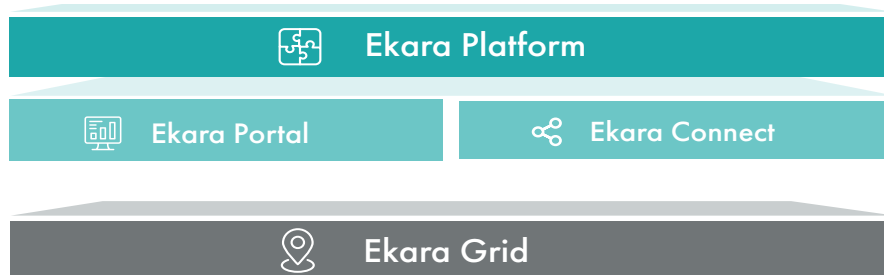 Ekara Platform
Ekara Portal
Ekara Connect
Ekara Grid